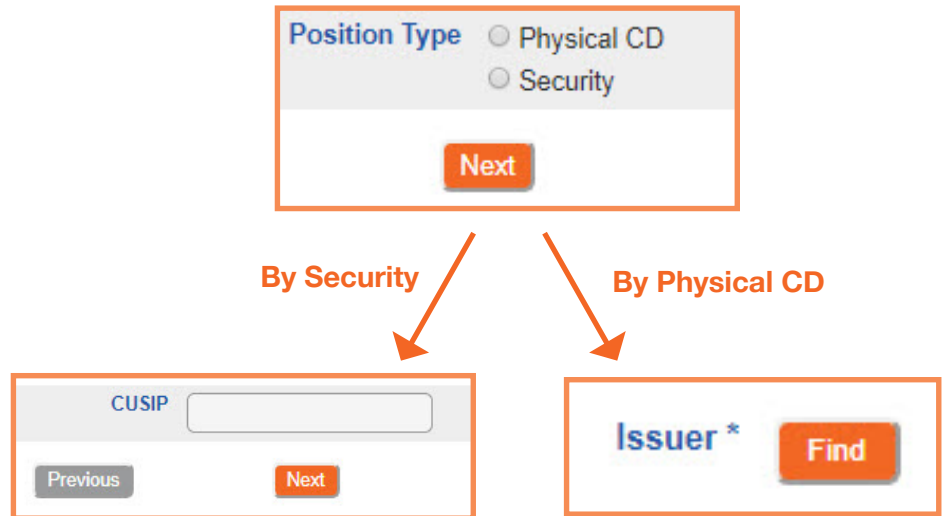 Position Type Physical CD
Security
Next
By Security
By Physical CD
CUSIP
Previous Next
Issuer * Find